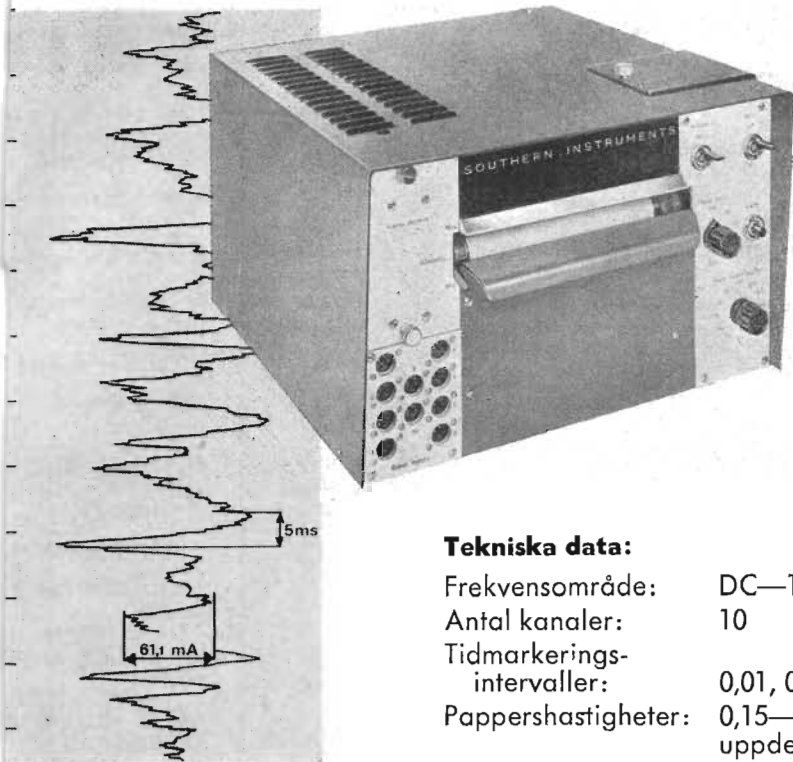 SOUTHERN INSTRUMENTS
5ms
61,1 mA
Tekniska data:
Frekvensområde: DC—1
Antal kanaler: 10
Tidmarkerings-
intervaller: 0,01, 0
Pappershastigheter: 0,15—
uppde